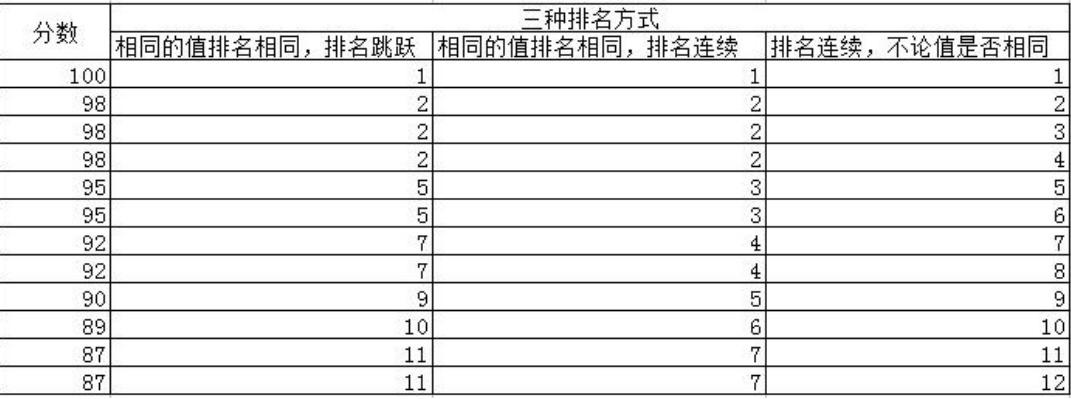 分数 三种排名方式
相同的值排名相同，排名跳跃 相同的值排名相同，排名连续 排名连续，不论值是否相同
100 1 1 1
98 2 2 2
98 2 2 3
98 2 2 4
95 5 3 5
95 5 3 6
92 7 4 7
92 7 4 8
90 9 5 9
89 10 6 10
87 11 7 11
87 11 7 12